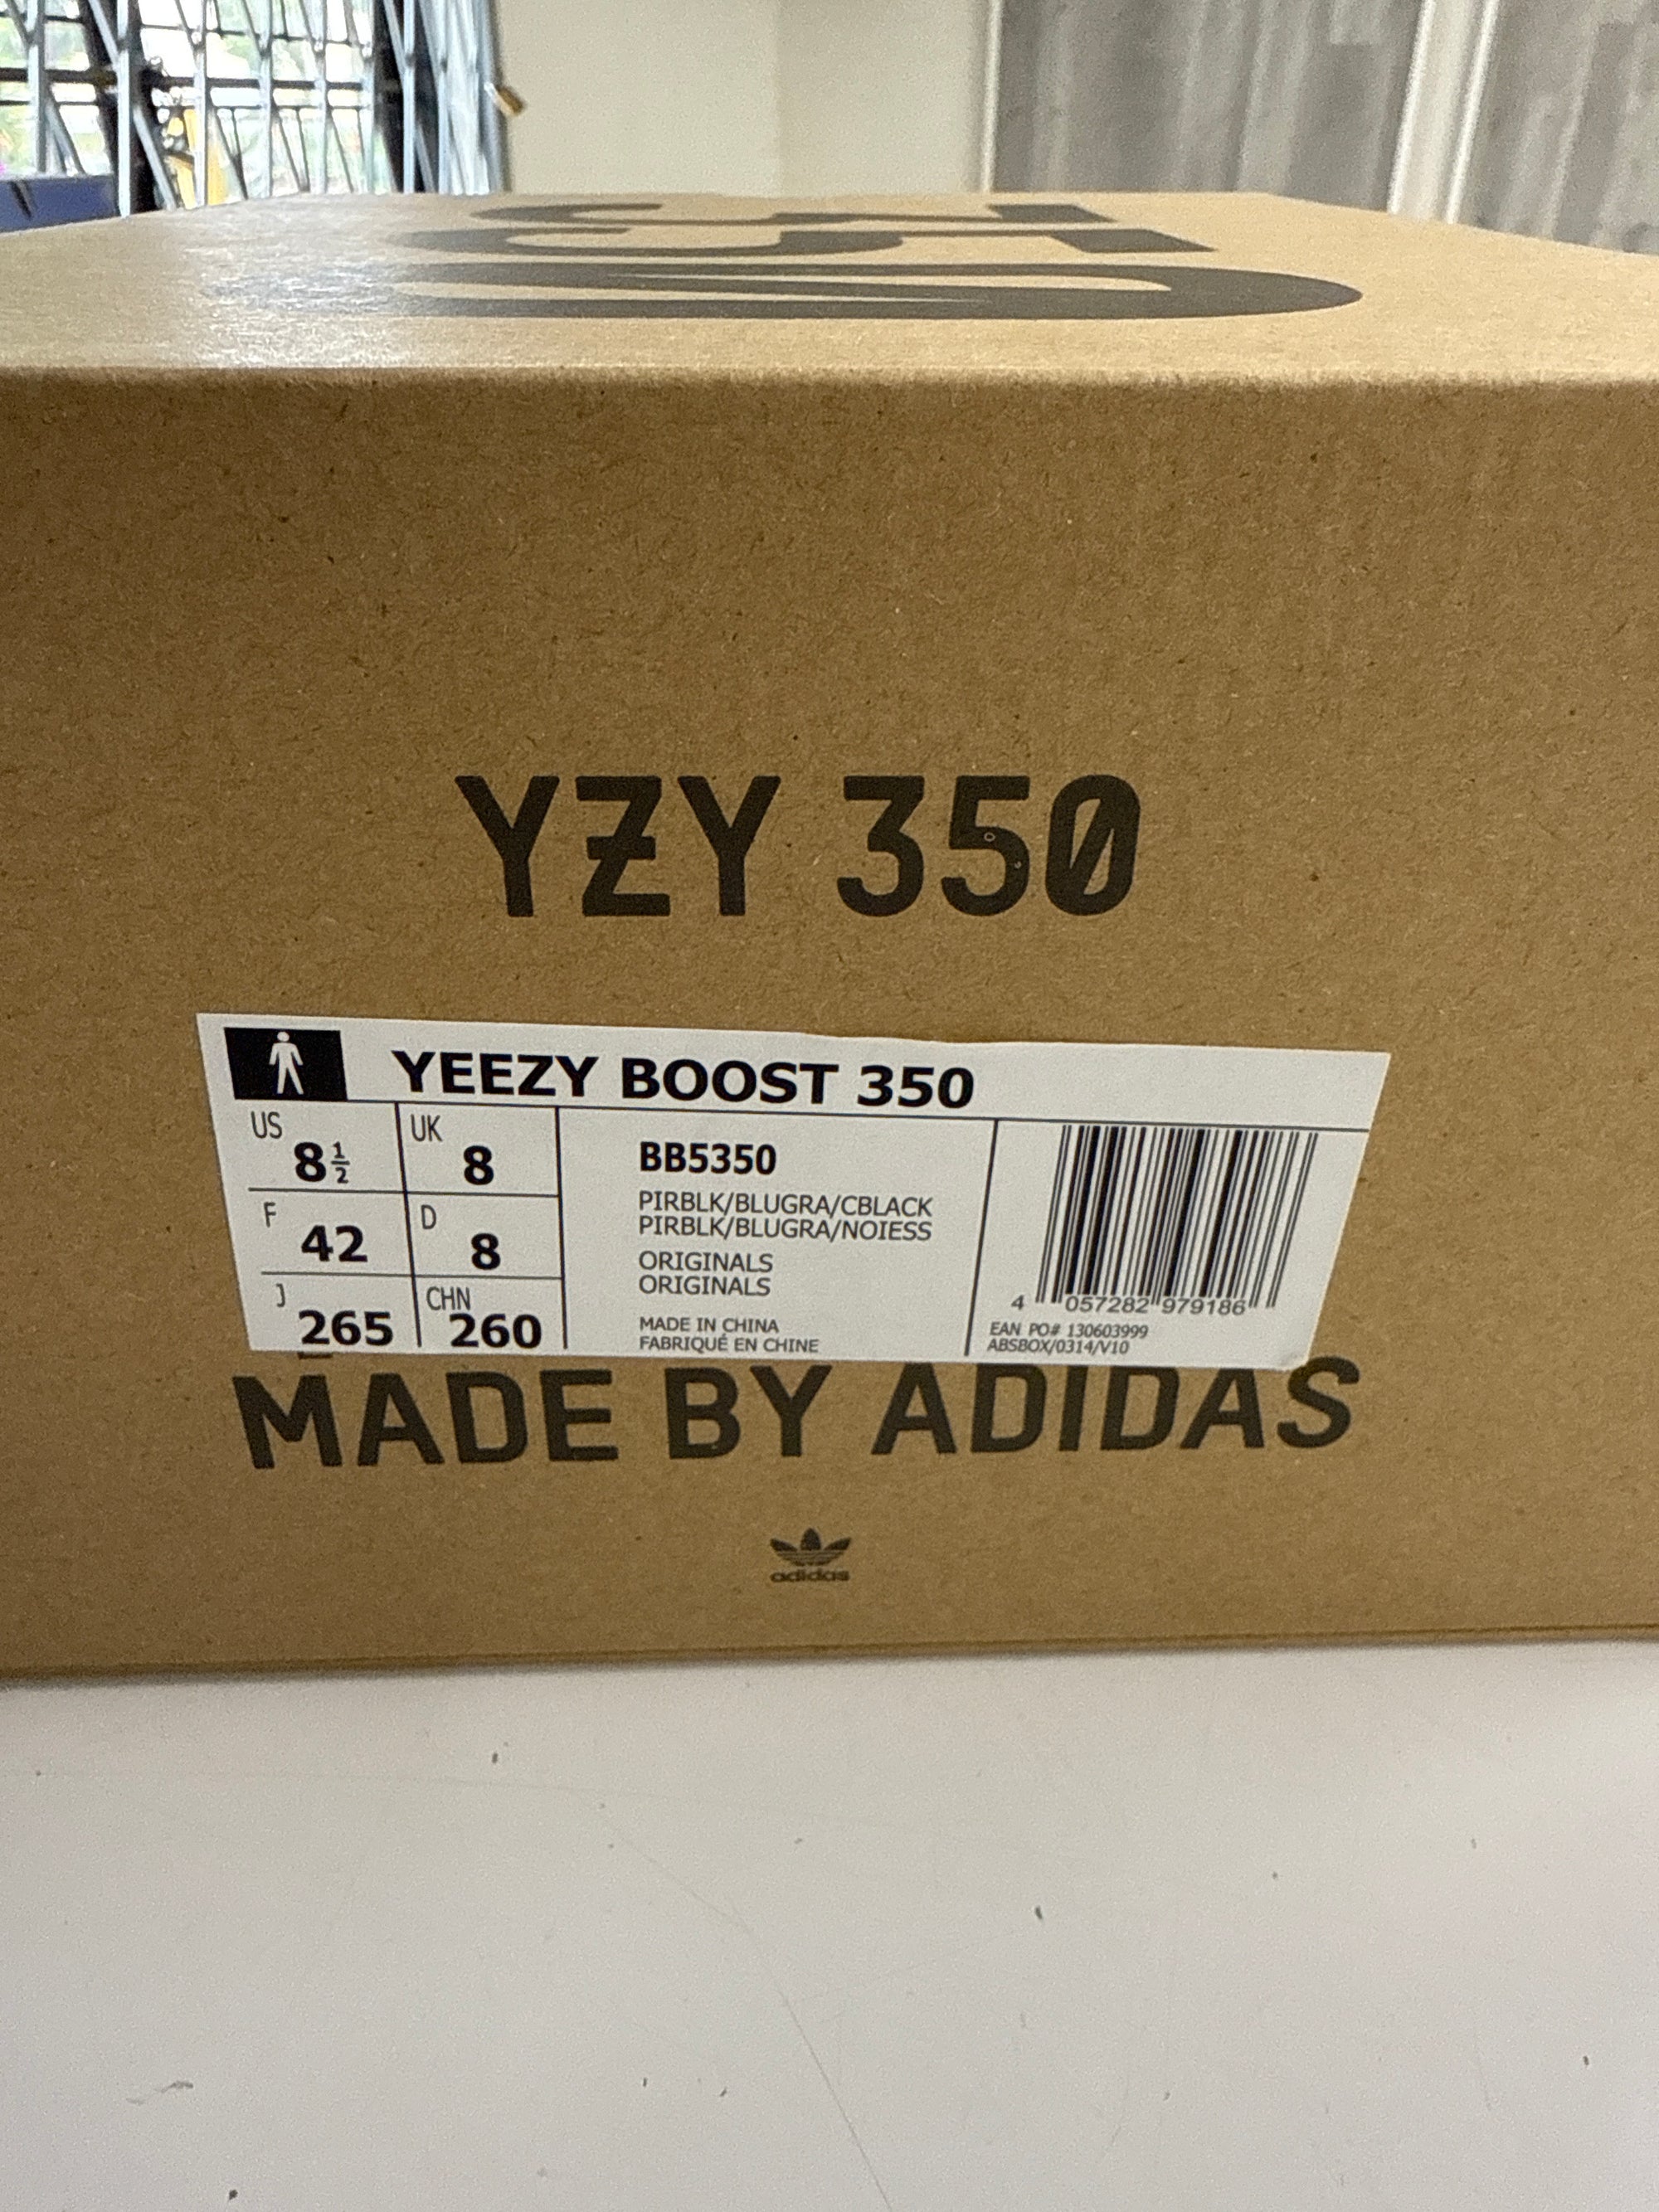 350
YZY 350
YEEZY BOOST 350
US 8½ UK 8
F 42 D 8
J 265 CHN 260
BB5350
PIRBLK/BLUGRA/CBLACK
PIRBLK/BLUGRA/NOIESS
ORIGINALS
ORIGINALS
MADE IN CHINA
FABRIQUÉ EN CHINE
4 057282 979186
EAN PO# 130603999
ABSBOX/0314/V10
MADE BY ADIDAS
adidas